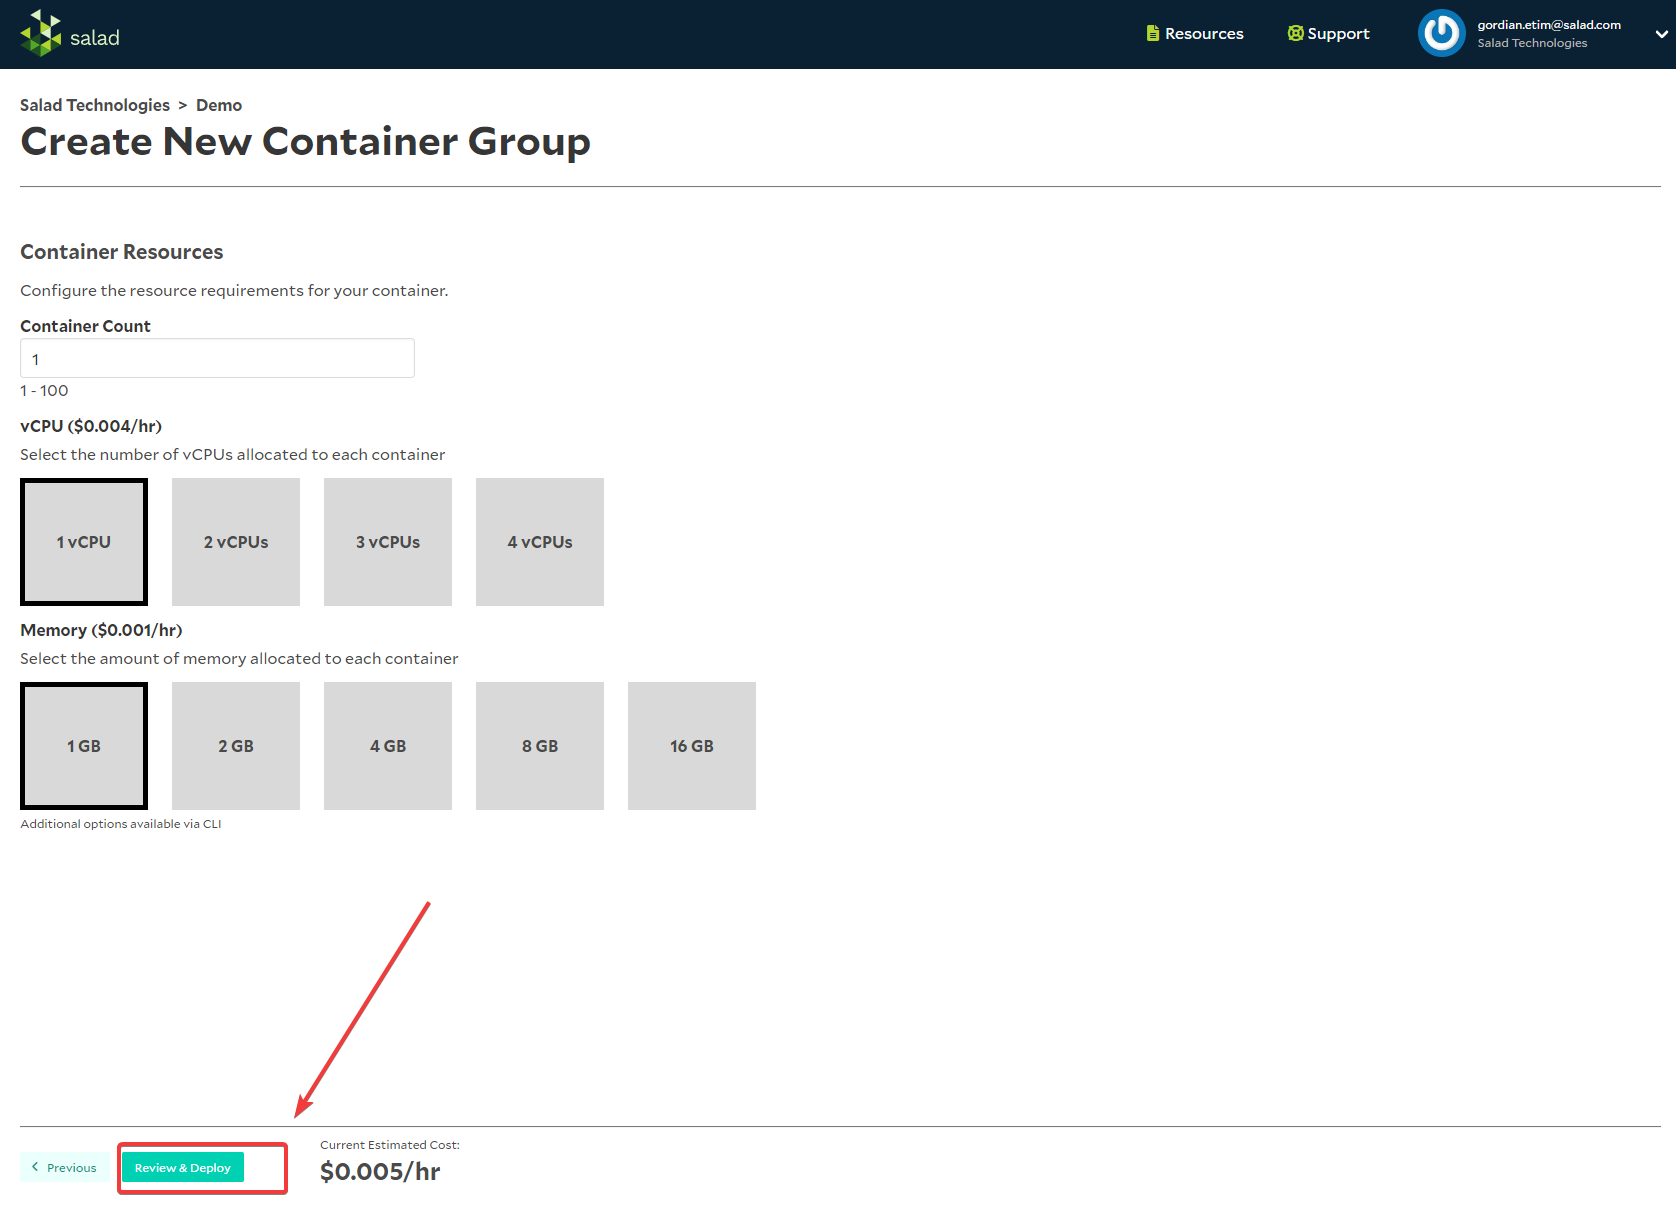 salad
Resources
Support
gordian.etim@salad.com
Salad Technologies
Salad Technologies > Demo
Create New Container Group
Container Resources
Configure the resource requirements for your container.
Container Count
1
1 - 100
vCPU ($0.004/hr)
Select the number of vCPUs allocated to each container
1 vCPU
2 vCPUs
3 vCPUs
4 vCPUs
Memory ($0.001/hr)
Select the amount of memory allocated to each container
1 GB
2 GB
4 GB
8 GB
16 GB
Additional options available via CLI
Previous
Review & Deploy
Current Estimated Cost:
$0.005/hr